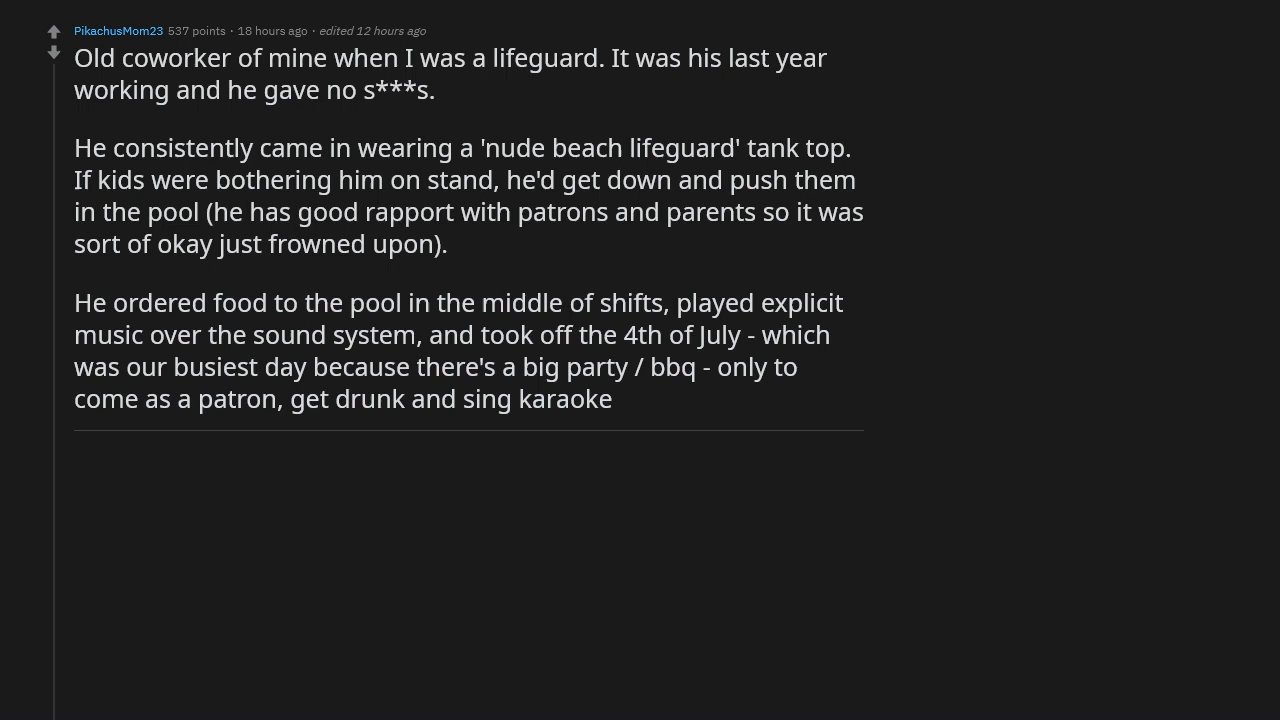 PikachusMom23 537 points · 18 hours ago · edited 12 hours ago
Old coworker of mine when I was a lifeguard. It was his last year
working and he gave no s***s.
He consistently came in wearing a 'nude beach lifeguard' tank top.
If kids were bothering him on stand, he'd get down and push them
in the pool (he has good rapport with patrons and parents so it was
sort of okay just frowned upon).
He ordered food to the pool in the middle of shifts, played explicit
music over the sound system, and took off the 4th of July - which
was our busiest day because there's a big party / bbq - only to
come as a patron, get drunk and sing karaoke